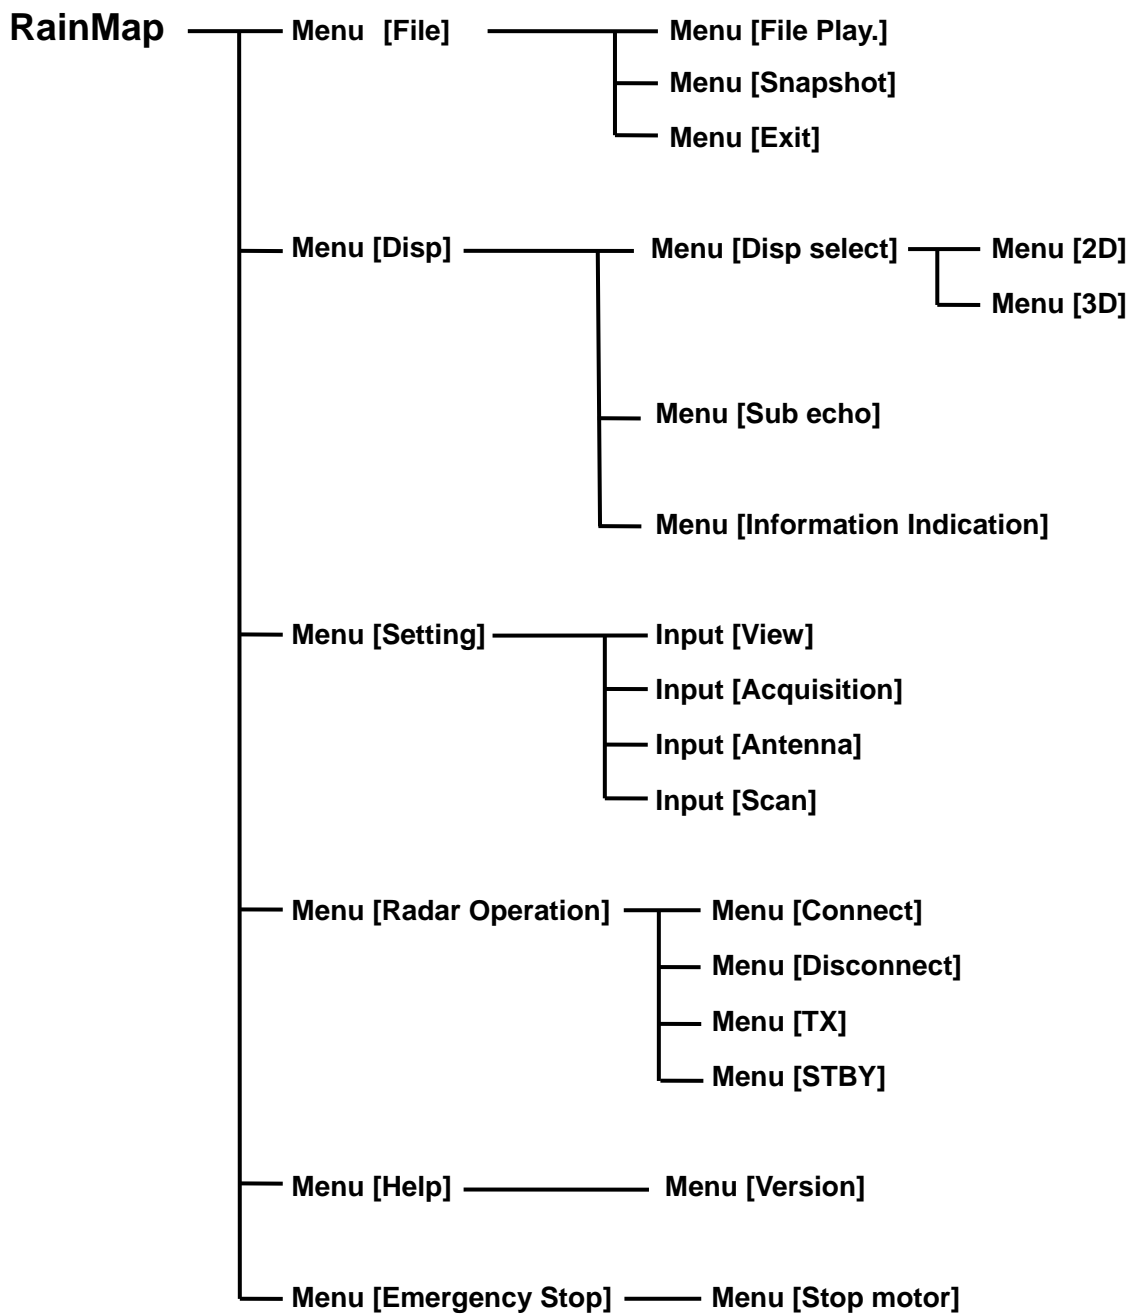 RainMap
Menu [File]
Menu [File Play.]
Menu [Snapshot]
Menu [Exit]
Menu [Disp]
Menu [Disp select]
Menu [2D]
Menu [3D]
Menu [Sub echo]
Menu [Information Indication]
Menu [Setting]
Input [View]
Input [Acquisition]
Input [Antenna]
Input [Scan]
Menu [Radar Operation]
Menu [Connect]
Menu [Disconnect]
Menu [TX]
Menu [STBY]
Menu [Help]
Menu [Version]
Menu [Emergency Stop]
Menu [Stop motor]